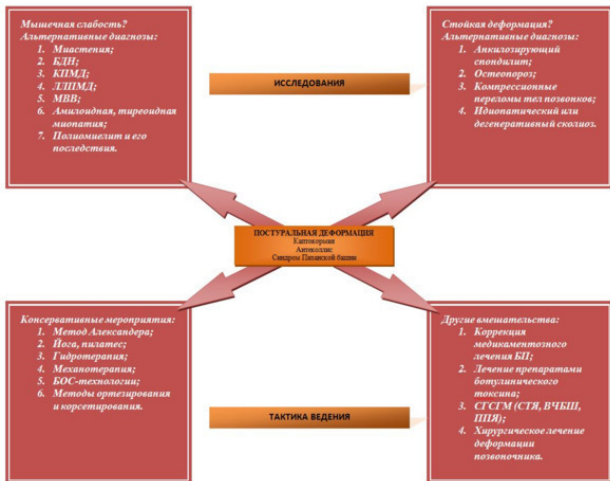 Мышечная слабость?
Альтернативные диагнозы:
1. Миастения;
2. БДН;
3. КПМД;
4. ЛЛПМД;
5. МВВ;
6. Амилоидная, тиреоидная
миопатия;
7. Полиомиелит и его
последствия.
ИССЛЕДОВАНИЯ
Стойкая деформация?
Альтернативные диагнозы:
1. Анкилозирующий
спондилит;
2. Остеопороз;
3. Компрессионные
переломы тел позвонков;
4. Идиопатический или
дегенеративный сколиоз.
ПОСТУРАЛЬНАЯ ДЕФОРМАЦИЯ
Камптокормия
Антеколлис
Синдром Пизанской башни
Консервативные мероприятия:
1. Метод Александера;
2. Йога, пилатес;
3. Гидротерапия;
4. Механотерапия;
5. БОС-технологии;
6. Методы ортезирования
и корсетирования.
ТАКТИКА ВЕДЕНИЯ
Другие вмешательства:
1. Коррекция
медикаментозного
лечения БП;
2. Лечение препаратами
ботулинического
токсина;
3. СГСГМ (СТЯ, ВЧБШ,
ППЯ);
4. Хирургическое лечение
деформации
позвоночника.